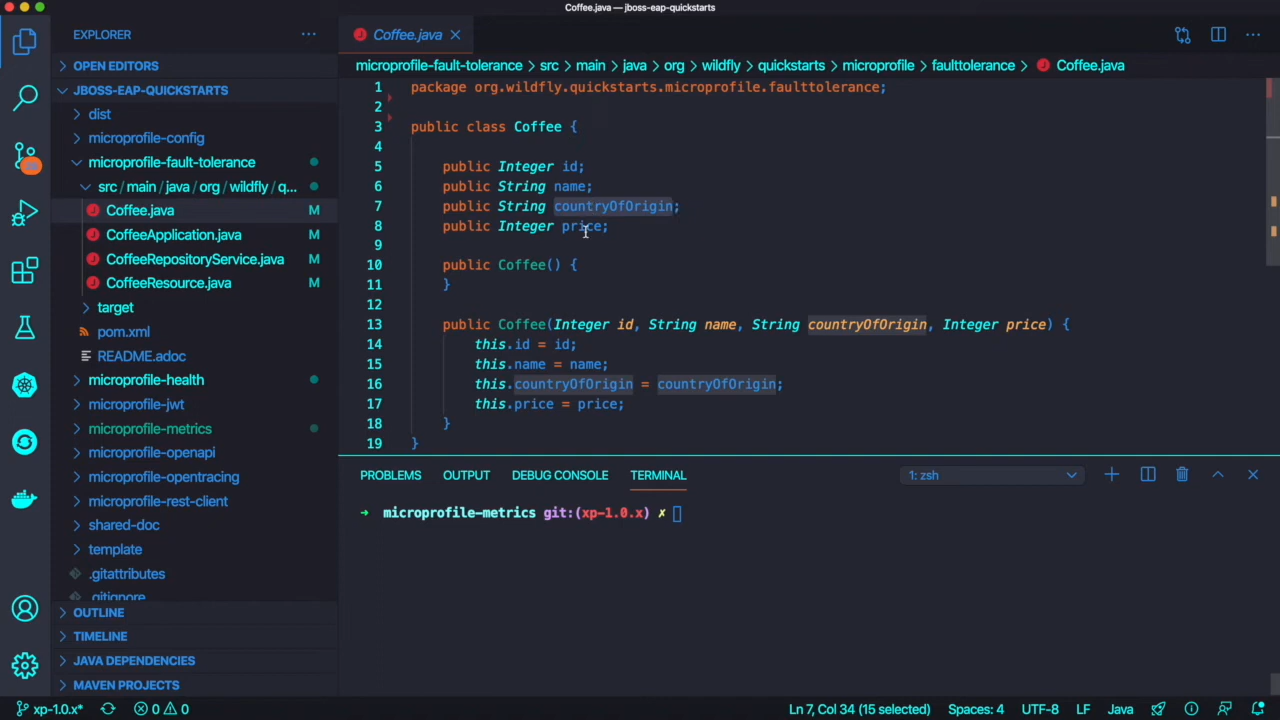 Coffee.java — jboss-eap-quickstarts
EXPLORER
OPEN EDITORS
JBOSS-EAP-QUICKSTARTS
dist
microprofile-config
microprofile-fault-tolerance
src / main / java / org / wildfly / q...
Coffee.java M
CoffeeApplication.java M
CoffeeRepositoryService.java M
CoffeeResource.java M
target
pom.xml
README.adoc
microprofile-health
microprofile-jwt
microprofile-metrics
microprofile-openapi
microprofile-opentracing
microprofile-rest-client
shared-doc
template
.gitattributes
.gitignore
OUTLINE
TIMELINE
JAVA DEPENDENCIES
MAVEN PROJECTS
Coffee.java
microprofile-fault-tolerance > src > main > java > org > wildfly > quickstarts > microprofile > faulttolerance > Coffee.java
1 package org.wildfly.quickstarts.microprofile.faulttolerance;
2
3 public class Coffee {
4
5 public Integer id;
6 public String name;
7 public String countryOfOrigin;
8 public Integer price;
9
10 public Coffee() {
11 }
12
13 public Coffee(Integer id, String name, String countryOfOrigin, Integer price) {
14 this.id = id;
15 this.name = name;
16 this.countryOfOrigin = countryOfOrigin;
17 this.price = price;
18 }
19 }
PROBLEMS OUTPUT DEBUG CONSOLE TERMINAL 1: zsh
→ microprofile-metrics git:(xp-1.0.x) ✗
xp-1.0.x* 0 0 Ln 7, Col 34 (15 selected) Spaces: 4 UTF-8 LF Java